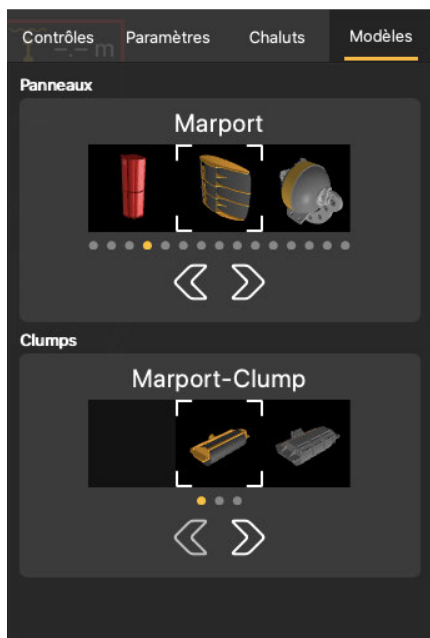 Contrôles Paramètres Chaluts Modèles
-.- m
Panneaux
Marport
Clumps
Marport-Clump